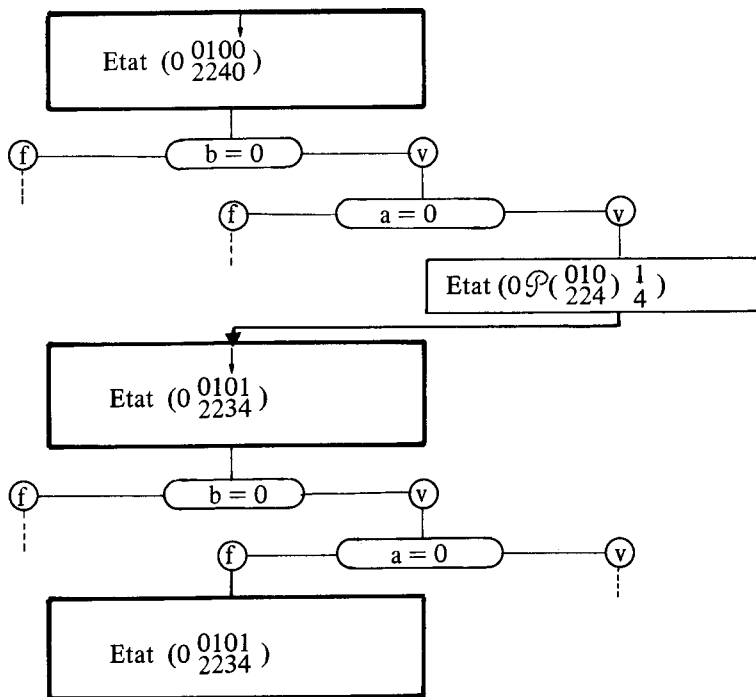 0100
Etat (0 2240 )
f b = 0 v
f a = 0 v
Etat (0 𝒫( 010 ) 1 )
224 4
0101
Etat (0 2234 )
f b = 0 v
f a = 0 v
0101
Etat (0 2234 )